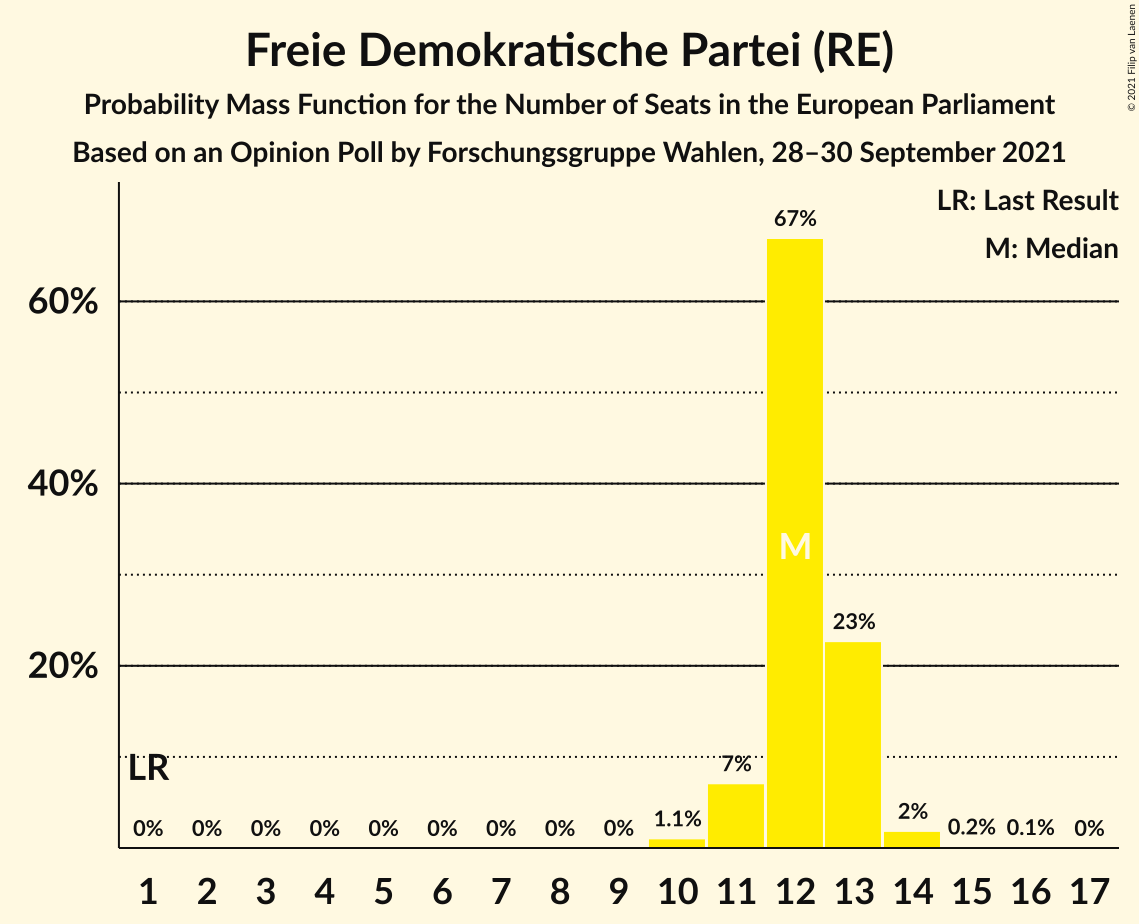 Freie Demokratische Partei (RE)
Probability Mass Function for the Number of Seats in the European Parliament
Based on an Opinion Poll by Forschungsgruppe Wahlen, 28–30 September 2021
© 2021 Filip van Laenen
LR: Last Result
M: Median
67%
60%
40%
M
23%
20%
LR
7%
0% 0% 0% 0% 0% 0% 0% 0% 0% 1.1% 2% 0.2% 0.1% 0%
1 2 3 4 5 6 7 8 9 10 11 12 13 14 15 16 17